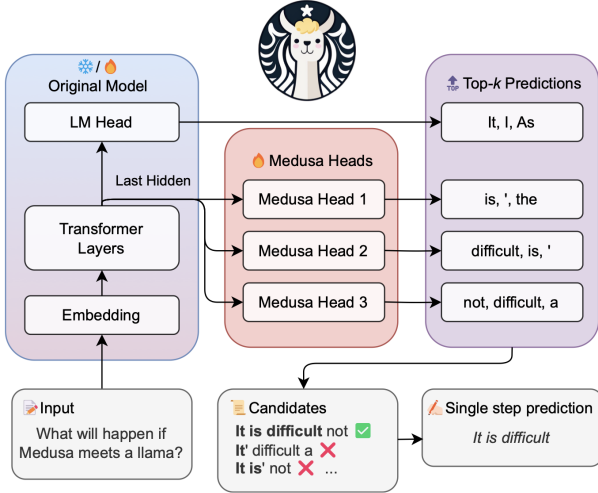 /
Original Model
LM Head
Last Hidden
Transformer
Layers
Embedding
Medusa Heads
Medusa Head 1
Medusa Head 2
Medusa Head 3
TOP
Top-k Predictions
It, I, As
is, ', the
difficult, is, '
not, difficult, a
Input
What will happen if
Medusa meets a llama?
Candidates
It is difficult not
It' difficult a
It is' not ...
Single step prediction
It is difficult